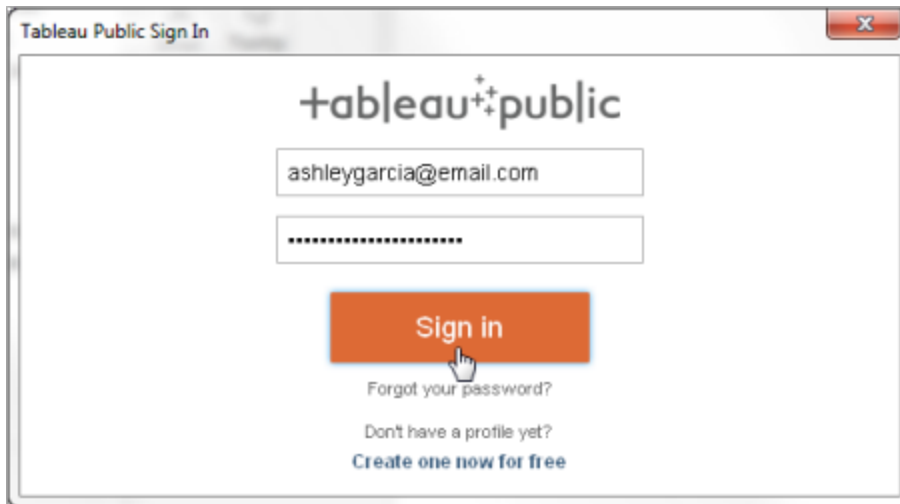 Tableau Public Sign In
+ableau public
ashleygarcia@email.com
Sign in
Forgot your password?
Don't have a profile yet?
Create one now for free